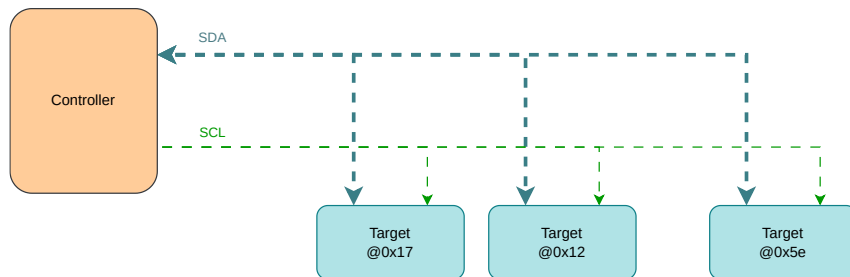 SDA
Controller
SCL
Target
@0x17
Target
@0x12
Target
@0x5e